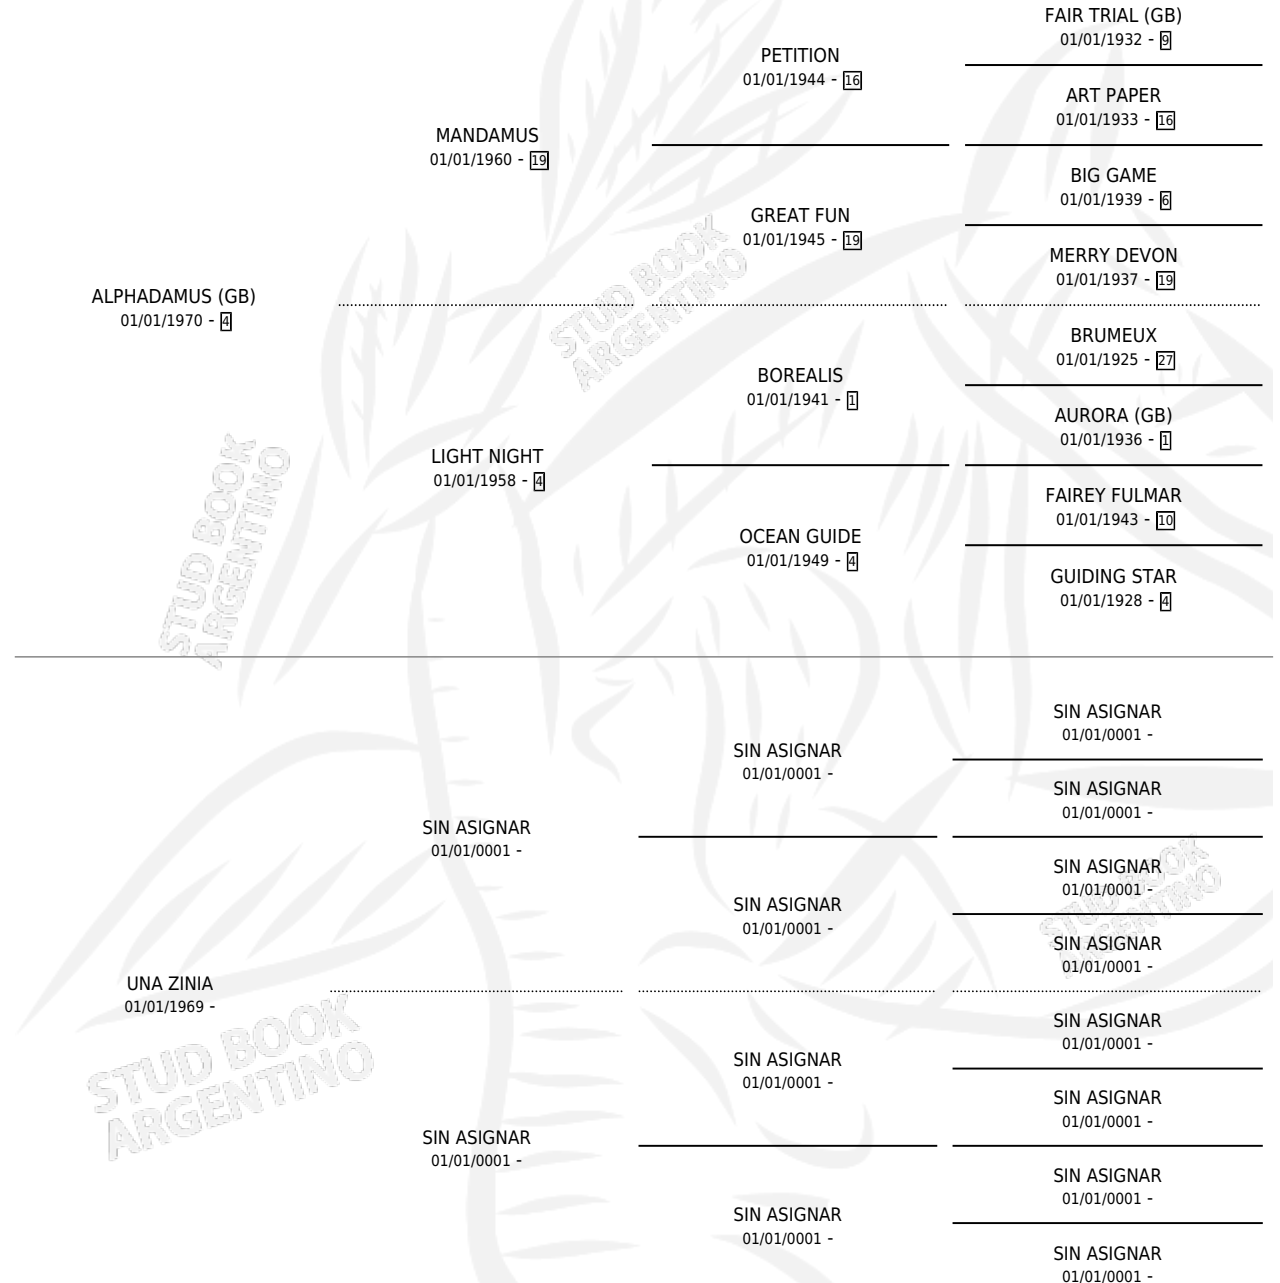 FAIR TRIAL (GB)
01/01/1932 - 9
PETITION
01/01/1944 - 16
ART PAPER
01/01/1933 - 16
MANDAMUS
01/01/1960 - 19
BIG GAME
01/01/1939 - 6
GREAT FUN
01/01/1945 - 19
MERRY DEVON
01/01/1937 - 19
ALPHADAMUS (GB)
01/01/1970 - 4
BRUMEUX
01/01/1925 - 27
BOREALIS
01/01/1941 - 1
AURORA (GB)
01/01/1936 - 1
LIGHT NIGHT
01/01/1958 - 4
FAIREY FULMAR
01/01/1943 - 10
OCEAN GUIDE
01/01/1949 - 4
GUIDING STAR
01/01/1928 - 4
STUD BOOK
ARGENTINO
STUD BOOK
ARGENTINO
SIN ASIGNAR
01/01/0001 -
SIN ASIGNAR
01/01/0001 -
SIN ASIGNAR
01/01/0001 -
SIN ASIGNAR
01/01/0001 -
SIN ASIGNAR
01/01/0001 -
SIN ASIGNAR
01/01/0001 -
SIN ASIGNAR
01/01/0001 -
UNA ZINIA
01/01/1969 -
SIN ASIGNAR
01/01/0001 -
SIN ASIGNAR
01/01/0001 -
SIN ASIGNAR
01/01/0001 -
SIN ASIGNAR
01/01/0001 -
SIN ASIGNAR
01/01/0001 -
SIN ASIGNAR
01/01/0001 -
SIN ASIGNAR
01/01/0001 -
STUD BOOK
ARGENTINO
STUD BOOK
ARGENTINO